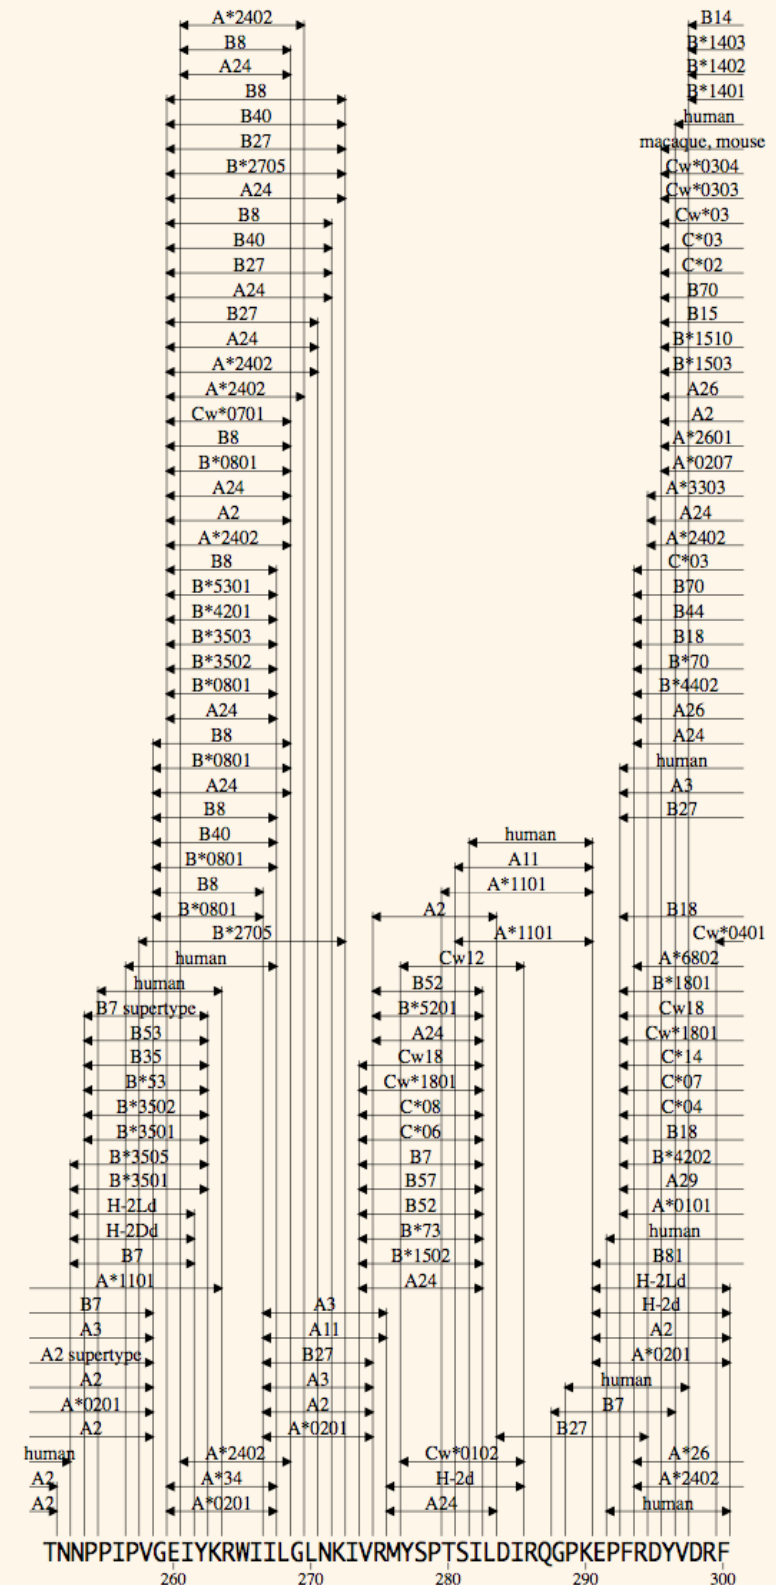 A*2402 B14
B8 B*1403
A24 B*1402
B8 B*1401
B40 human
B27 macaque, mouse
B*2705 Cw*0304
A24 Cw*0303
B8 Cw*03
B40 C*03
B27 C*02
A24 B70
B27 B15
A24 B*1510
A*2402 B*1503
A*2402 A26
Cw*0701 A2
B8 A*2601
B*0801 A*0207
A24 A*3303
A2 A24
A*2402 A*2402
B8 C*03
B*5301 B70
B*4201 B44
B*3503 B18
B*3502 B*70
B*0801 B*4402
A24 A26
B8 A24
B*0801 human
A24 A3
B8 B27
B40 human
B*0801 A11
B8 A*1101
B*0801 A2 B18
B*2705 A*1101 Cw*0401
human Cw12 A*6802
human B52 B*1801
B7 supertype B*5201 Cw18
B53 A24 Cw*1801
B35 Cw18 C*14
B*53 Cw*1801 C*07
B*3502 C*08 C*04
B*3501 C*06 B18
B*3505 B7 B*4202
B*3501 B57 A29
H-2Ld B52 A*0101
H-2Dd B*73 human
B7 B*1502 B81
A*1101 A24 H-2Ld
B7 A3 H-2d
A3 A11 A2
A2 supertype B27 A*0201
A2 A3 human
A*0201 A2 B7
A2 A*0201 B27
human A*2402 Cw*0102 A*26
A2 A*34 H-2d A*2402
A2 A*0201 A24 human
TNNPPIPVGEIYKRWIILGLNKIVRMYSPTSILDIRQGPKEPFRDYVDRF
260 270 280 290 300